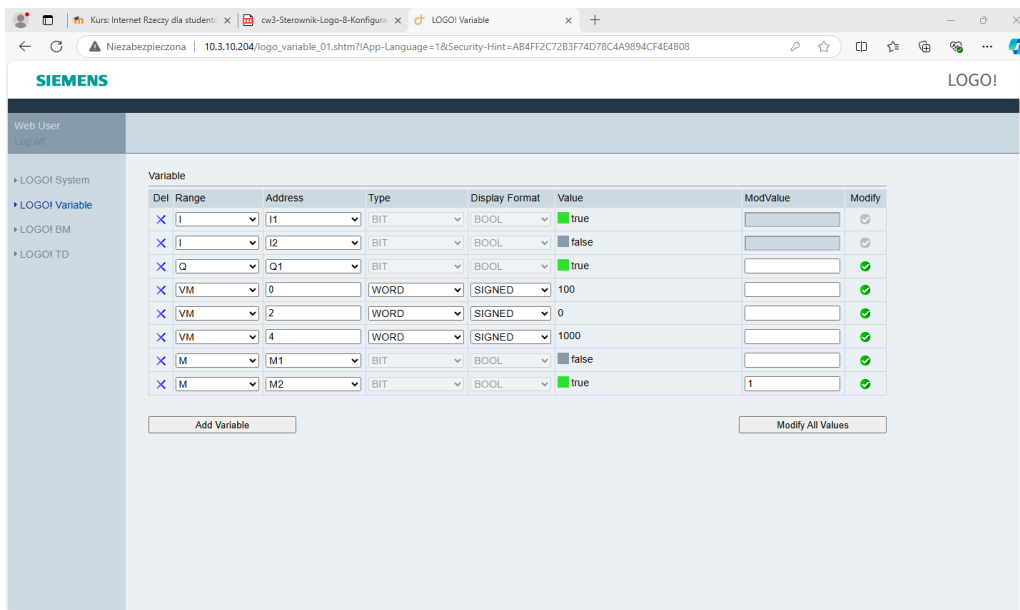 Kurs: Internet Rzeczy dla studentó
cw3-Sterownik-Logo-8-Konfigura
LOGO! Variable
Niezabezpieczona 10.3.10.204/logo_variable_01.shtm?!App-Language=1&Security-Hint=AB4FF2C72B3F74D78C4A9894CF4E4B08
SIEMENS LOGO!
Web User
Log off
LOGO! System
LOGO! Variable
LOGO! BM
LOGO! TD
Variable
Del Range Address Type Display Format Value ModValue Modify
I I1 BIT BOOL true
I I2 BIT BOOL false
Q Q1 BIT BOOL true
VM 0 WORD SIGNED 100
VM 2 WORD SIGNED 0
VM 4 WORD SIGNED 1000
M M1 BIT BOOL false
M M2 BIT BOOL true 1
Add Variable Modify All Values